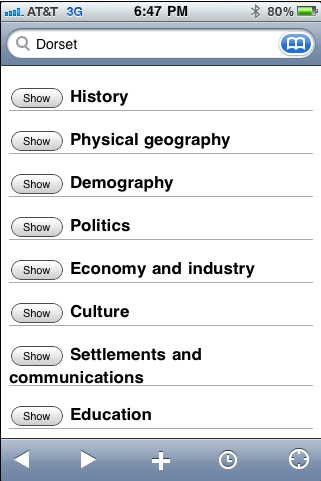 AT&T 3G 6:47 PM 80%
Dorset
Show History
Show Physical geography
Show Demography
Show Politics
Show Economy and industry
Show Culture
Show Settlements and
communications
Show Education